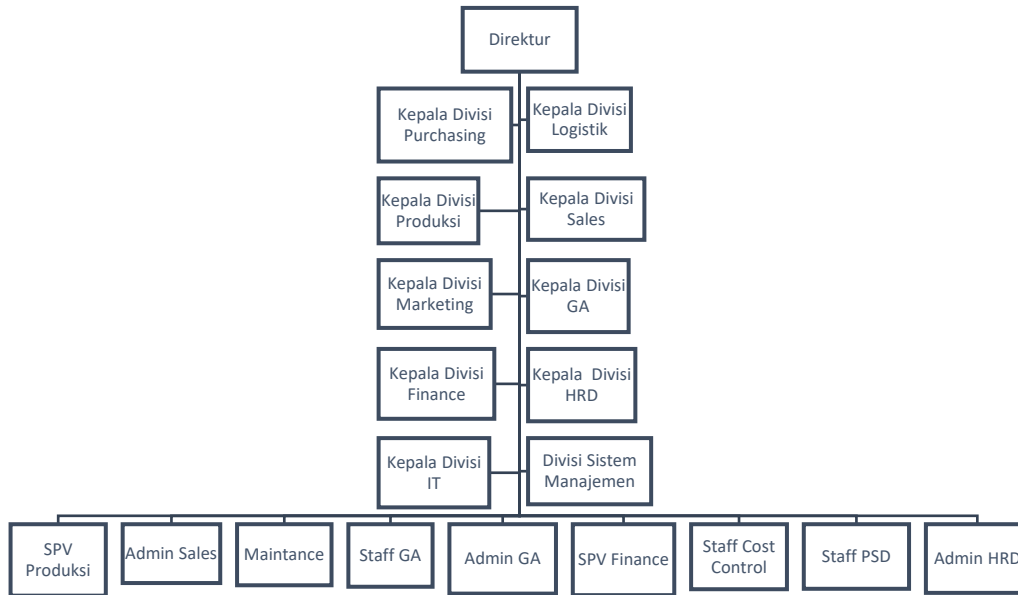 Direktur
Kepala Divisi
Purchasing
Kepala Divisi
Logistik
Kepala Divisi
Produksi
Kepala Divisi
Sales
Kepala Divisi
Marketing
Kepala Divisi
GA
Kepala Divisi
Finance
Kepala  Divisi
HRD
Kepala Divisi
IT
Divisi Sistem
Manajemen
SPV
Produksi
Admin Sales
Maintance
Staff GA
Admin GA
SPV Finance
Staff Cost
Control
Staff PSD
Admin HRD